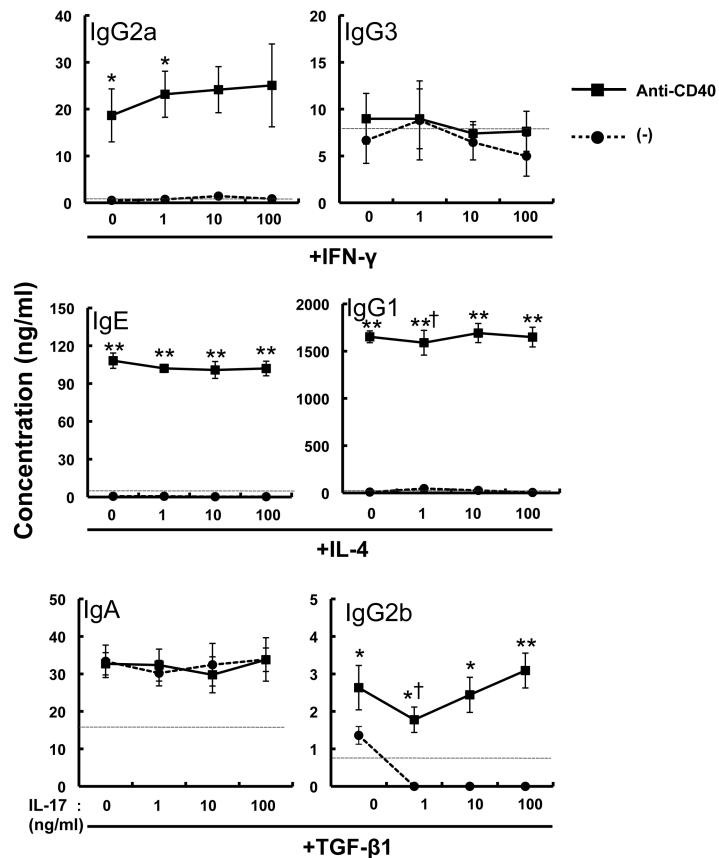 IgG2a
IgG3
50
40
30
20
10
0
* *
20
15
10
5
0
Anti-CD40
(-)
0 1 10 100
0 1 10 100
+IFN-γ
Concentration (ng/ml)
IgE
IgG1
150
120
90
60
30
0
** ** ** **
2000
1500
1000
500
0
** **† ** **
0 1 10 100
0 1 10 100
+IL-4
IgA
IgG2b
50
40
30
20
10
0
5
4
3
2
1
0
* *† * **
IL-17 : 0 1 10 100
0 1 10 100
(ng/ml)
+TGF-β1